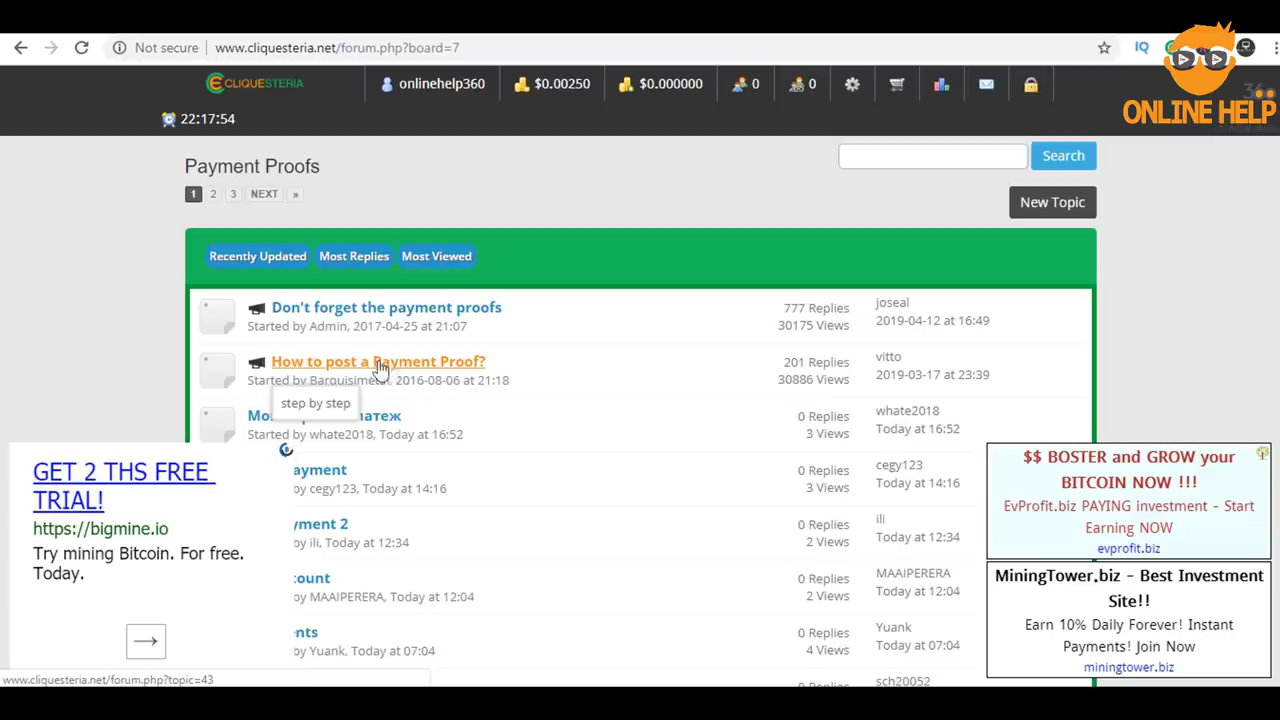 Not secure
www.cliquesteria.net/forum.php?board=7
IQ
CLIQUESTERIA
onlinehelp360
$0.00250
$0.000000
0
0
36
ONLINE HELP
22:17:54
Payment Proofs
Search
1 2 3 NEXT »
New Topic
Recently Updated
Most Replies
Most Viewed
Don't forget the payment proofs
Started by Admin, 2017-04-25 at 21:07
777 Replies
30175 Views
joseal
2019-04-12 at 16:49
How to post a Payment Proof?
Started by 2016-08-06 at 21:18
step by step
201 Replies
30886 Views
vitto
2019-03-17 at 23:39
Started by whate2018, Today at 16:52
0 Replies
3 Views
whate2018
Today at 16:52
ayment
by cegy123, Today at 14:16
0 Replies
3 Views
cegy123
Today at 14:16
yment 2
by ili, Today at 12:34
0 Replies
2 Views
ili
Today at 12:34
count
by MAAIPERERA, Today at 12:04
0 Replies
2 Views
MAAIPERERA
Today at 12:04
nts
by Yuank, Today at 07:04
0 Replies
4 Views
Yuank
Today at 07:04
sch20052
GET 2 THS FREE
TRIAL!
https://bigmine.io
Try mining Bitcoin. For free.
Today.
$$ BOSTER and GROW your
BITCOIN NOW !!!
EvProfit.biz PAYING investment - Start
Earning NOW
evprofit.biz
MiningTower.biz - Best Investment
Site!!
Earn 10% Daily Forever! Instant
Payments! Join Now
miningtower.biz
www.cliquesteria.net/forum.php?topic=43